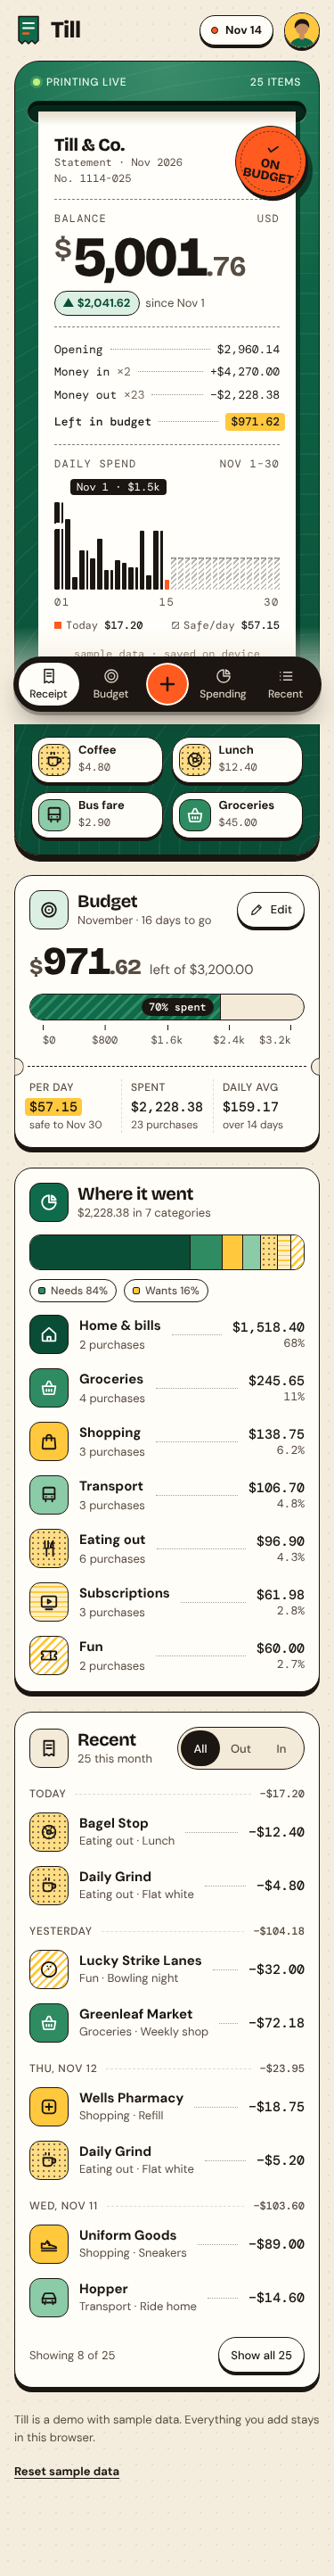 Till
Nov 14
PRINTING LIVE 25 ITEMS
Till & Co.
Statement · Nov 2026
No. 1114-025
ON
BUDGET
BALANCE USD
$5,001.76
▲ $2,041.62 since Nov 1
Opening $2,960.14
Money in ×2 +$4,270.00
Money out ×23 −$2,228.38
Left in budget $971.62
DAILY SPEND NOV 1–30
Nov 1 · $1.5k
01 15 30
Today $17.20 Safe/day $57.15
sample data · saved on device
Receipt Budget + Spending Recent
Coffee
$4.80
Lunch
$12.40
Bus fare
$2.90
Groceries
$45.00
Budget
November · 16 days to go
Edit
$971.62 left of $3,200.00
70% spent
$0 $800 $1.6k $2.4k $3.2k
PER DAY SPENT DAILY AVG
$57.15 $2,228.38 $159.17
safe to Nov 30 23 purchases over 14 days
Where it went
$2,228.38 in 7 categories
Needs 84% Wants 16%
Home & bills $1,518.40
2 purchases 68%
Groceries $245.65
4 purchases 11%
Shopping $138.75
3 purchases 6.2%
Transport $106.70
3 purchases 4.8%
Eating out $96.90
6 purchases 4.3%
Subscriptions $61.98
3 purchases 2.8%
Fun $60.00
2 purchases 2.7%
Recent
25 this month
All Out In
TODAY −$17.20
Bagel Stop
Eating out · Lunch
−$12.40
Daily Grind
Eating out · Flat white
−$4.80
YESTERDAY −$104.18
Lucky Strike Lanes
Fun · Bowling night
−$32.00
Greenleaf Market
Groceries · Weekly shop
−$72.18
THU, NOV 12 −$23.95
Wells Pharmacy
Shopping · Refill
−$18.75
Daily Grind
Eating out · Flat white
−$5.20
WED, NOV 11 −$103.60
Uniform Goods
Shopping · Sneakers
−$89.00
Hopper
Transport · Ride home
−$14.60
Showing 8 of 25
Show all 25
Till is a demo with sample data. Everything you add stays
in this browser.
Reset sample data